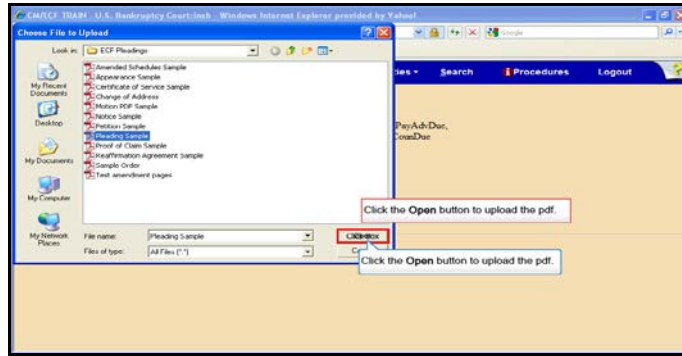 CM/ECF TRAIN - U.S. Bankruptcy Court:innb - Windows Internet Explorer provided by Yahoo!
Choose File to Upload
Look in: ECF Pleadings
Google
My Recent Documents
Desktop
My Documents
My Computer
My Network Places
Amended Schedules Sample
Appearance Sample
Certificate of Service Sample
Change of Address
Motion PDF Sample
Notice Sample
Petition Sample
Pleading Sample
Proof of Claim Sample
Reaffirmation Agreement Sample
Sample Order
Test amendment pages
Search Procedures Logout
PayAdvDue,
CounDue
Click the Open button to upload the pdf.
File name: Pleading Sample
Files of type: All Files (*.*)
Click the Open button to upload the pdf.